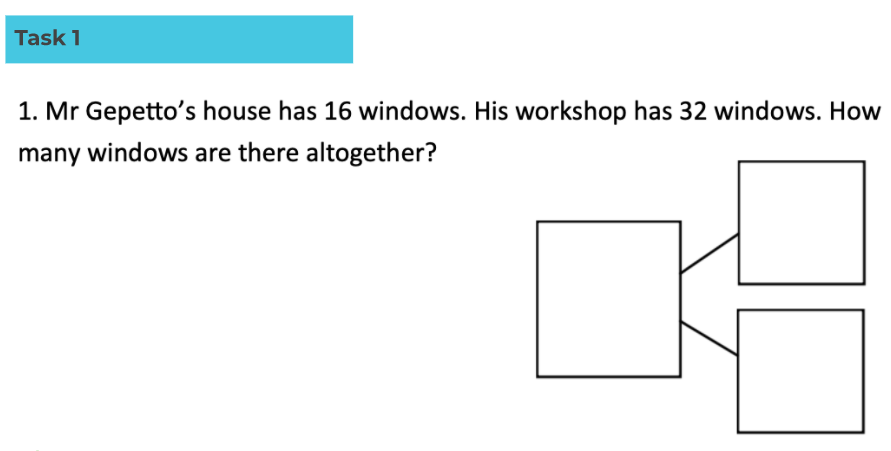 Task 1
1. Mr Gepetto’s house has 16 windows. His workshop has 32 windows. How
many windows are there altogether?